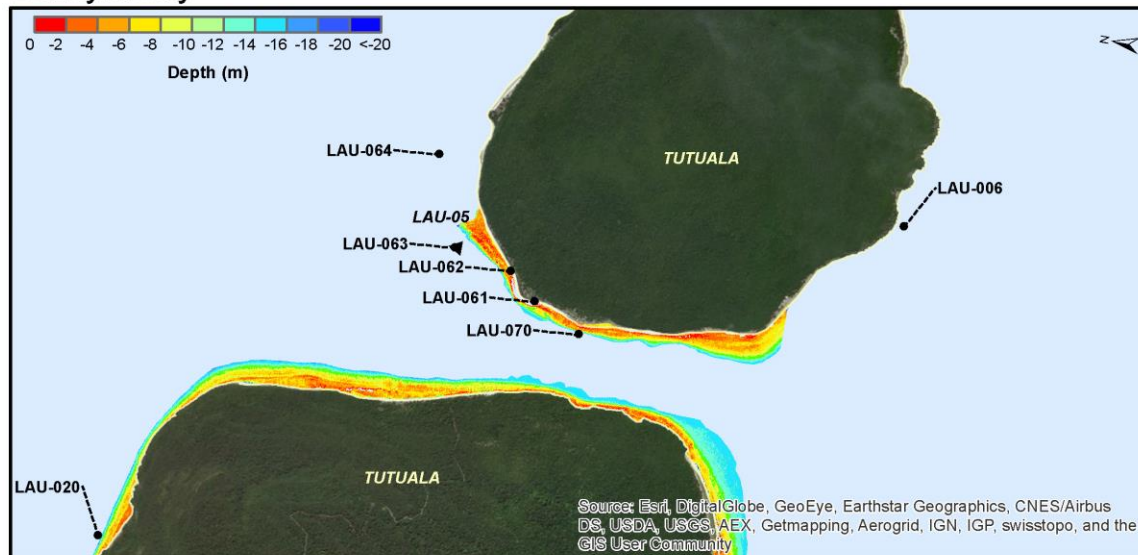 0 -2 -4 -6 -8 -10 -12 -14 -16 -18 -20 <-20
Depth (m)
N
TUTUALA
LAU-064
LAU-006
LAU-05
LAU-063
LAU-062
LAU-061
LAU-070
TUTUALA
LAU-020
Source: Esri, DigitalGlobe, GeoEye, Earthstar Geographics, CNES/Airbus
DS, USDA, USGS, AEX, Getmapping, Aerogrid, IGN, IGP, swisstopo, and the
GIS User Community